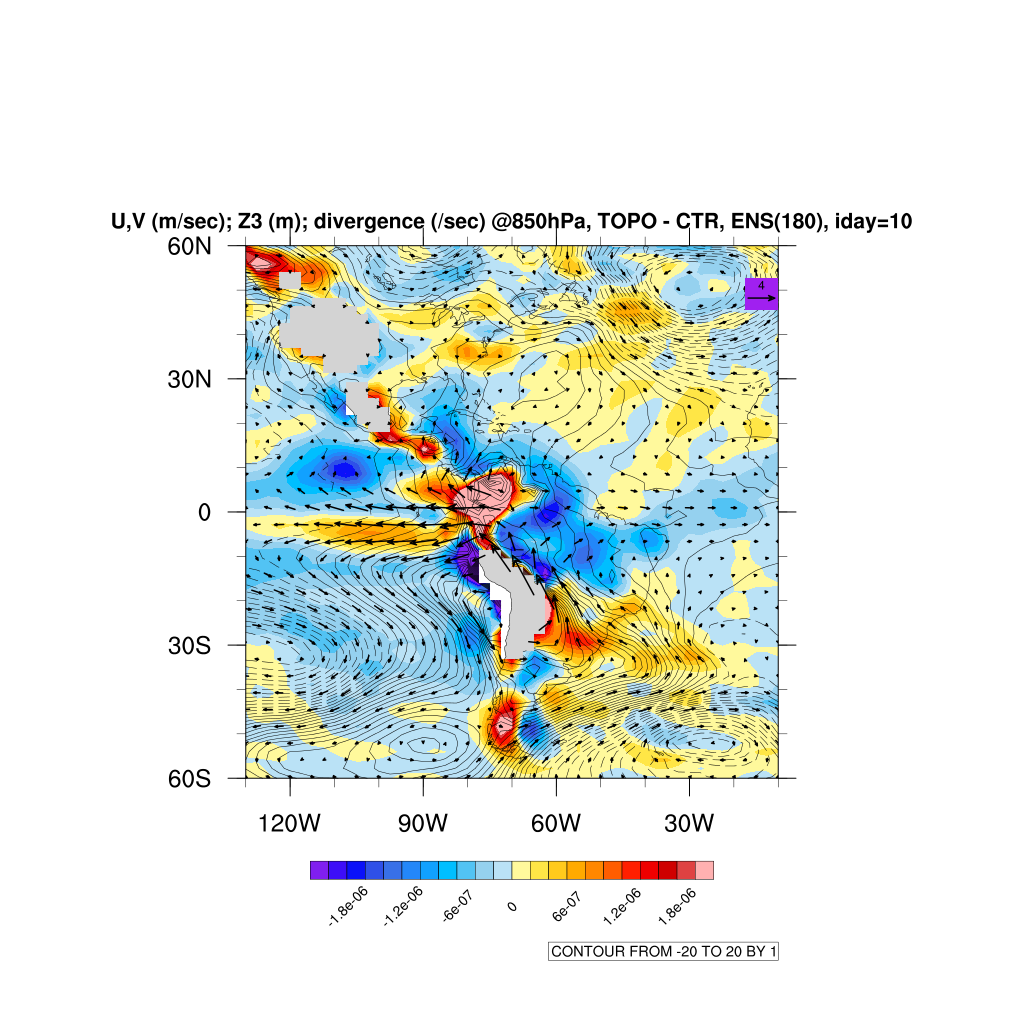 U,V (m/sec); Z3 (m); divergence (/sec) @850hPa, TOPO - CTR, ENS(180), iday=10
60N
4
30N
0
30S
60S
120W 90W 60W 30W
-1.8e-06 -1.2e-06 -6e-07 0 6e-07 1.2e-06 1.8e-06
CONTOUR FROM -20 TO 20 BY 1